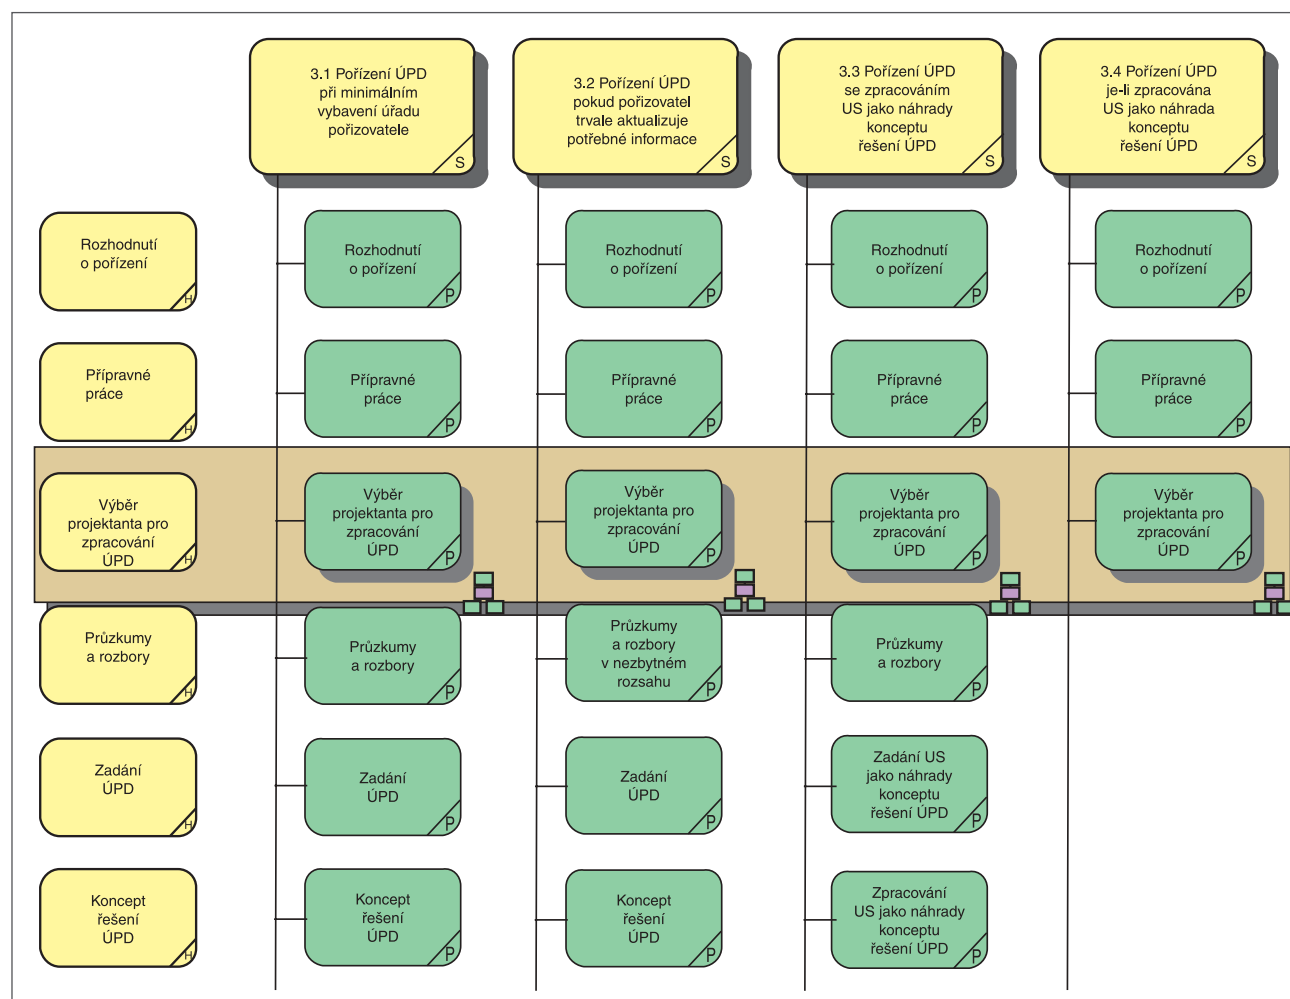 3.1 Pořízení ÚPD
při minimálním
vybavení úřadu
pořizovatele
S
3.2 Pořízení ÚPD
pokud pořizovatel
trvale aktualizuje
potřebné informace
S
3.3 Pořízení ÚPD
se zpracováním
US jako náhrady
konceptu
řešení ÚPD
S
3.4 Pořízení ÚPD
je-li zpracována
US jako náhrada
konceptu
řešení ÚPD
S
Rozhodnutí
o pořízení
H
Rozhodnutí
o pořízení
P
Rozhodnutí
o pořízení
P
Rozhodnutí
o pořízení
P
Rozhodnutí
o pořízení
P
Přípravné
práce
H
Přípravné
práce
P
Přípravné
práce
P
Přípravné
práce
P
Přípravné
práce
P
Výběr
projektanta pro
zpracování
ÚPD
H
Výběr
projektanta pro
zpracování
ÚPD
P
Výběr
projektanta pro
zpracování
ÚPD
P
Výběr
projektanta pro
zpracování
ÚPD
P
Výběr
projektanta pro
zpracování
ÚPD
P
Průzkumy
a rozbory
H
Průzkumy
a rozbory
P
Průzkumy
a rozbory
v nezbytném
rozsahu
P
Průzkumy
a rozbory
P
Zadání
ÚPD
H
Zadání
ÚPD
P
Zadání
ÚPD
P
Zadání US
jako náhrady
konceptu
řešení ÚPD
P
Koncept
řešení
ÚPD
H
Koncept
řešení
ÚPD
P
Koncept
řešení
ÚPD
P
Zpracování
US jako náhrady
konceptu
řešení ÚPD
P